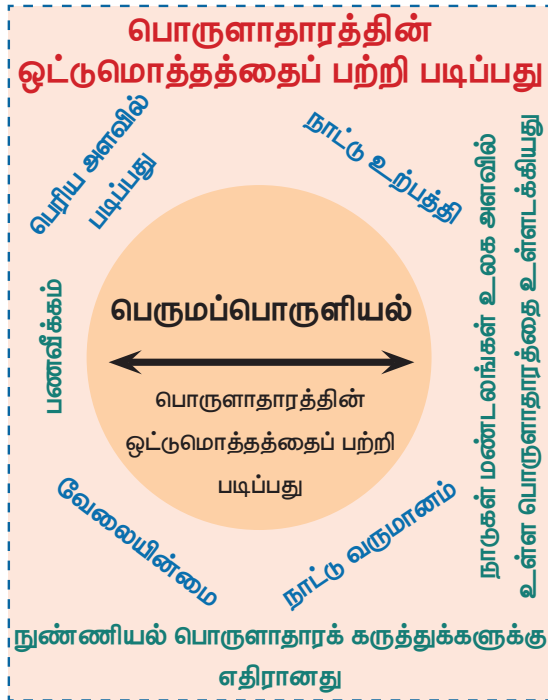 பொருளாதாரத்தின்
ஒட்டுமொத்தத்தைப் பற்றி படிப்பது
பெரிய அளவில்
படிப்பது
நாட்டு உற்பத்தி
நாடுகள் மண்டலங்கள் உலக அளவில்
உள்ள பொருளாதாரத்தை உள்ளடக்கியது
பணவீக்கம்
பெருமப்பொருளியல்
பொருளாதாரத்தின்
ஒட்டுமொத்தத்தைப் பற்றி
படிப்பது
வேலையின்மை
நாட்டு வருமானம்
நுண்ணியல் பொருளாதாரக் கருத்துக்களுக்கு
எதிரானது